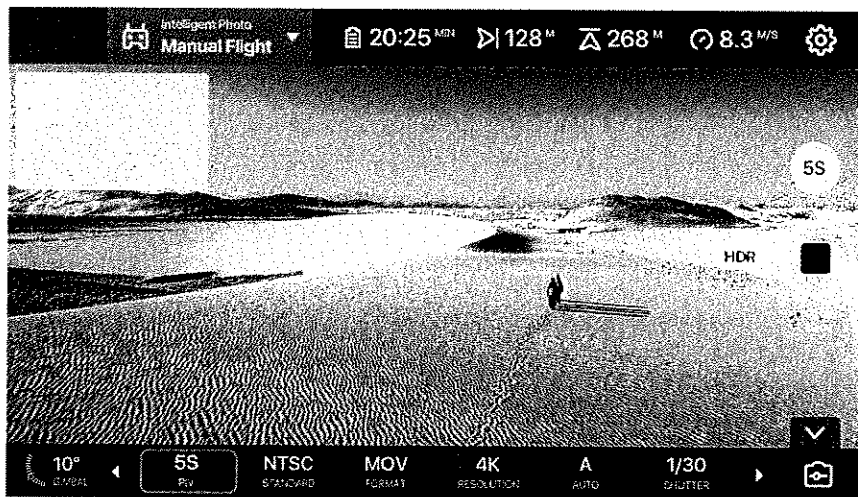 Intelligent Photo
Manual Flight
20:25 MIN
128 M
268 M
8.3 M/S
5S
HDR
10°
GIMBAL
5S
PIV
NTSC
STANDARD
MOV
FORMAT
4K
RESOLUTION
A
AUTO
1/30
SHUTTER